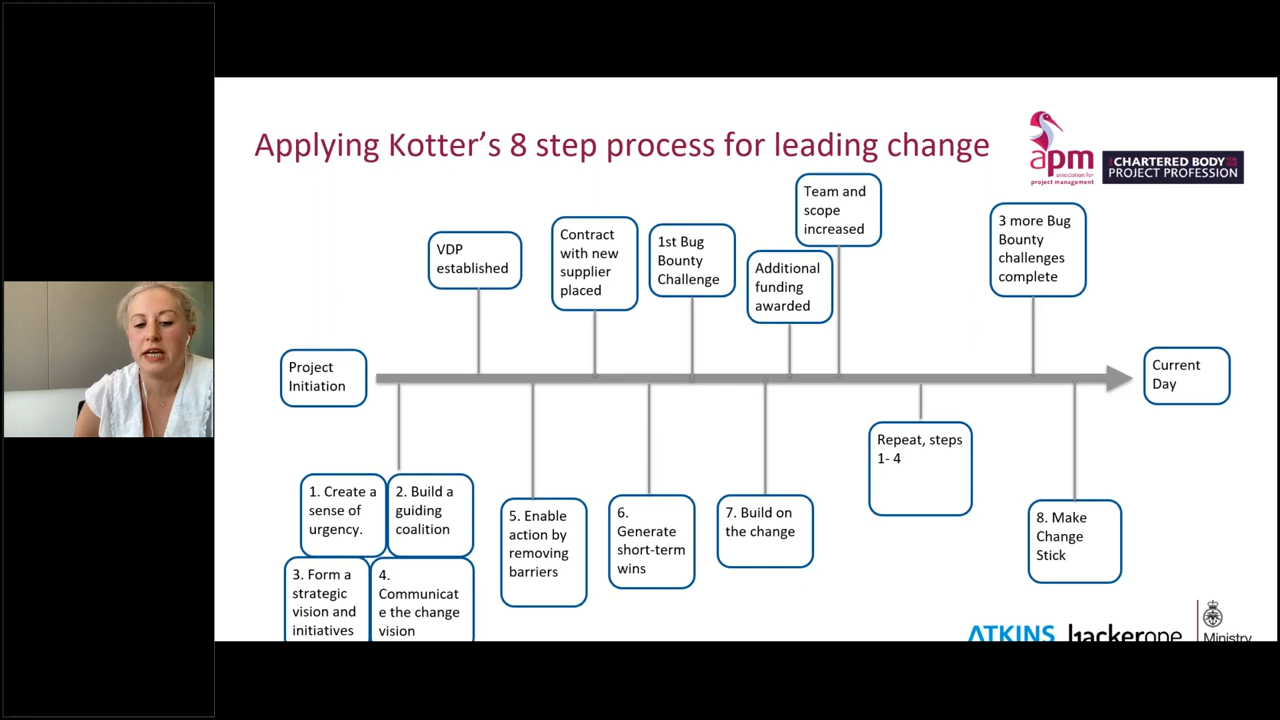 Applying Kotter's 8 step process for leading change
apm
association for
project management
CHARTERED BODY FOR THE
PROJECT PROFESSION
Team and
scope
increased
3 more Bug
Bounty
challenges
complete
Contract
with new
supplier
placed
1st Bug
Bounty
Challenge
VDP
established
Additional
funding
awarded
Project
Initiation
Current
Day
Repeat, steps
1- 4
1. Create a
sense of
urgency.
2. Build a
guiding
coalition
5. Enable
action by
removing
barriers
6.
Generate
short-term
wins
7. Build on
the change
8. Make
Change
Stick
3. Form a
strategic
vision and
initiatives
4.
Communicat
e the change
vision
ATKINS
hackerone
Ministry